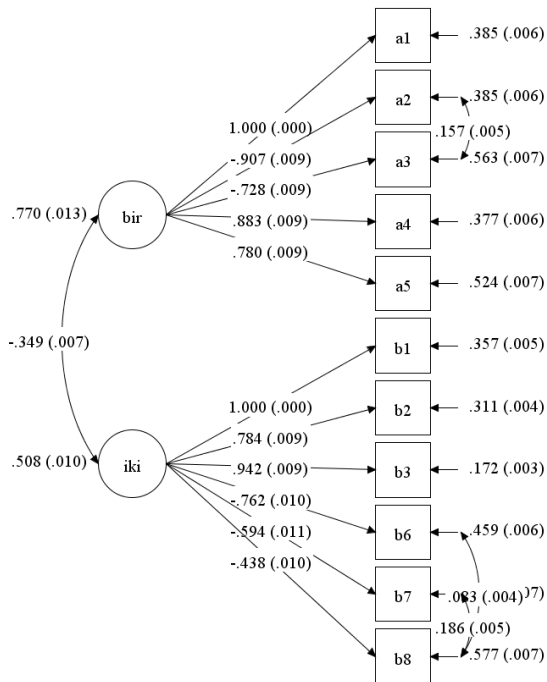 a1
.385 (.006)
a2
.385 (.006)
1.000 (.000)
.157 (.005)
-.907 (.009)
a3
.563 (.007)
-.728 (.009)
.770 (.013)
bir
.883 (.009)
a4
.377 (.006)
.780 (.009)
a5
.524 (.007)
-.349 (.007)
b1
.357 (.005)
1.000 (.000)
b2
.311 (.004)
.784 (.009)
.508 (.010)
iki
.942 (.009)
b3
.172 (.003)
-.762 (.010)
b6
.459 (.006)
-.594 (.011)
-.438 (.010)
b7
.083 (.004)
.186 (.005)
b8
.577 (.007)